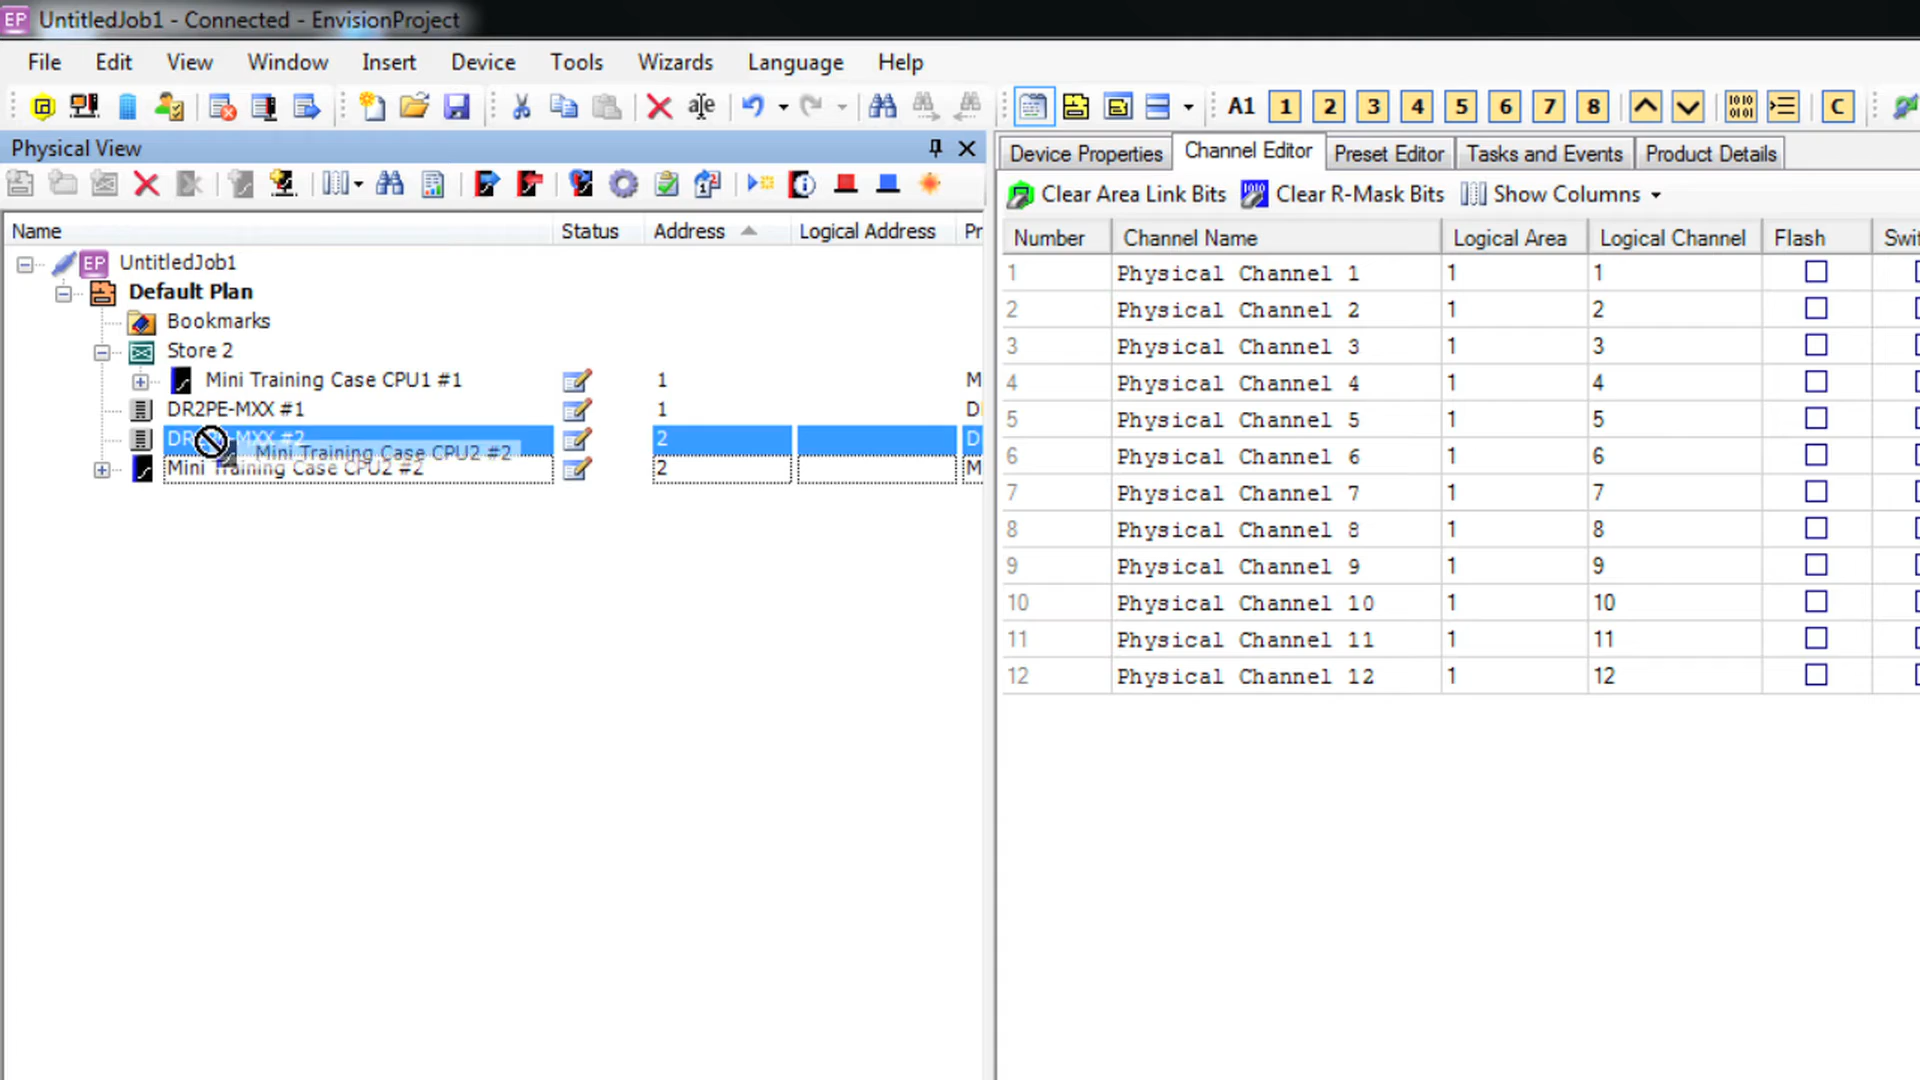 EP UntitledJob1 - Connected - EnvisionProject
File Edit View Window Insert Device Tools Wizards Language Help
A1 1 2 3 4 5 6 7 8 C
Physical View
Device Properties Channel Editor Preset Editor Tasks and Events Product Details
Clear Area Link Bits Clear R-Mask Bits Show Columns
Name Status Address Logical Address
Number Channel Name Logical Area Logical Channel Flash
EP UntitledJob1
Default Plan
Bookmarks
Store 2
Mini Training Case CPU1 #1 1 M
DR2PE-MXX #1 1
-MXX #2 2
Mini Training Case CPU2 #2
Mini Training Case CPU2 #2 2 M
1 Physical Channel 1 1 1
2 Physical Channel 2 1 2
3 Physical Channel 3 1 3
4 Physical Channel 4 1 4
5 Physical Channel 5 1 5
6 Physical Channel 6 1 6
7 Physical Channel 7 1 7
8 Physical Channel 8 1 8
9 Physical Channel 9 1 9
10 Physical Channel 10 1 10
11 Physical Channel 11 1 11
12 Physical Channel 12 1 12